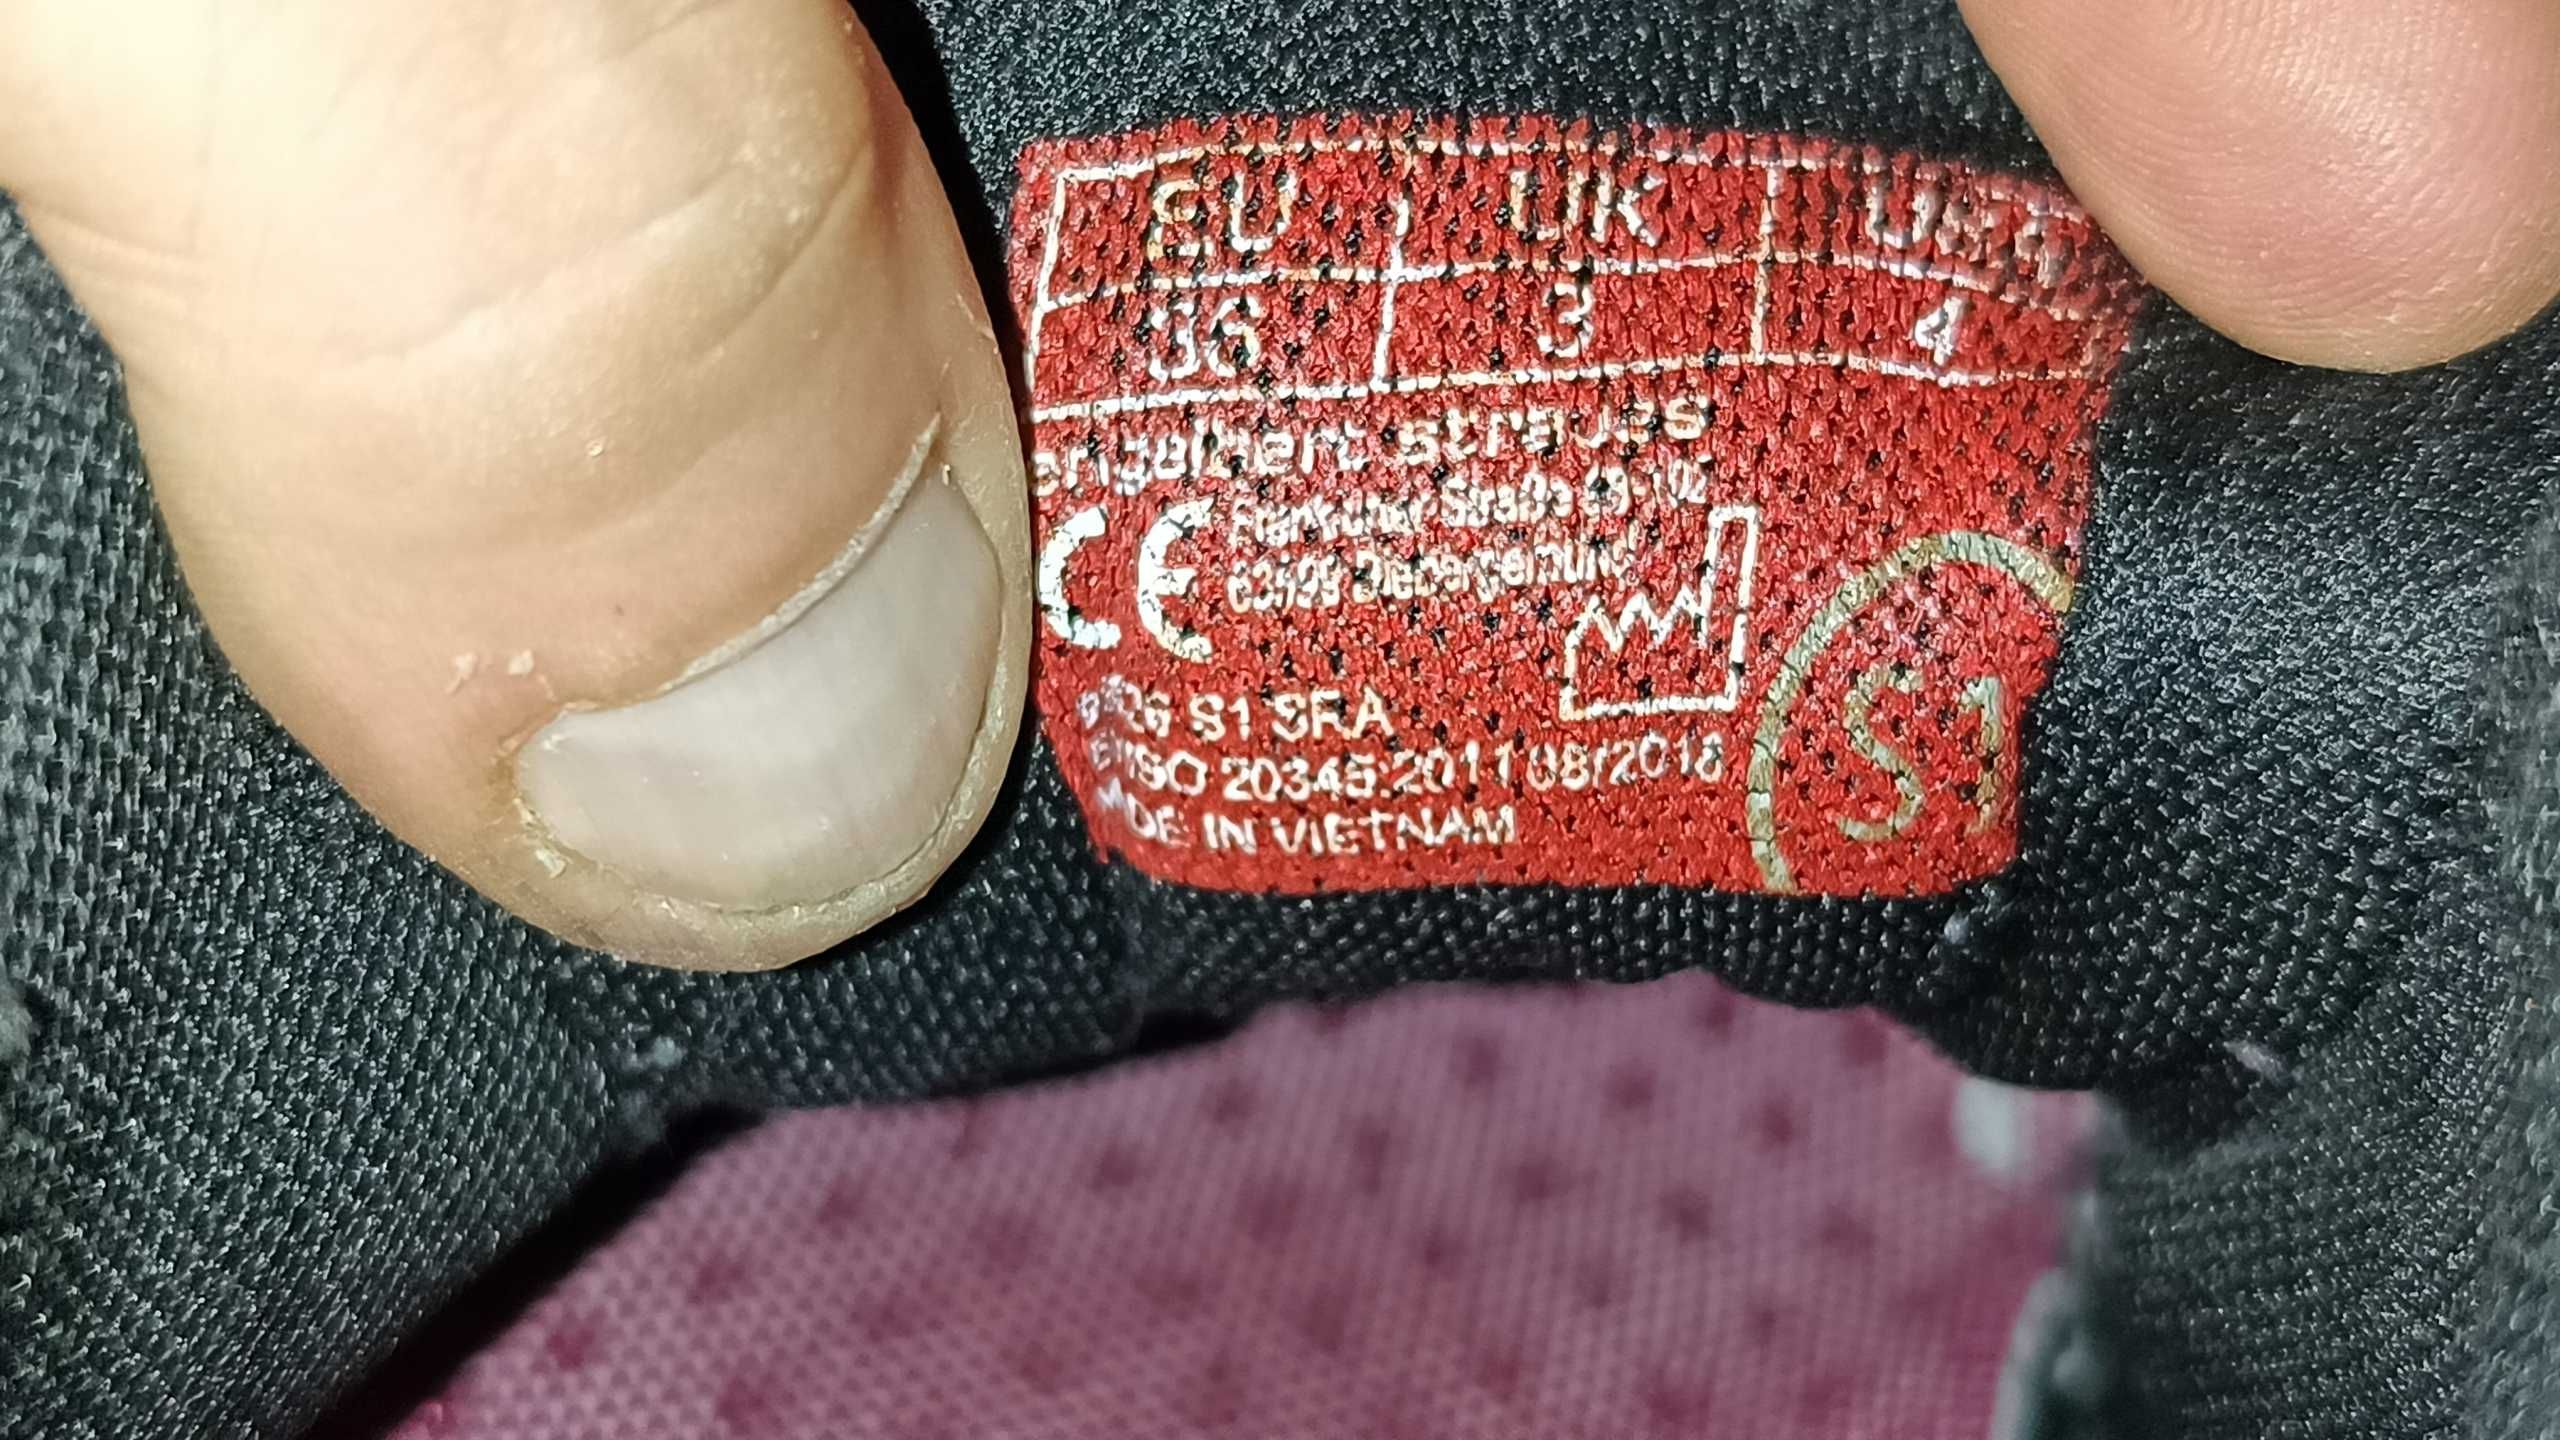 EU UK USA
36 3 4
engelbert strauss
CE
Frankfurter Straße 98-102
63599 Biebergemünd
S1 SRA
EN ISO 20345:2011 08/2018
MADE IN VIETNAM
S1